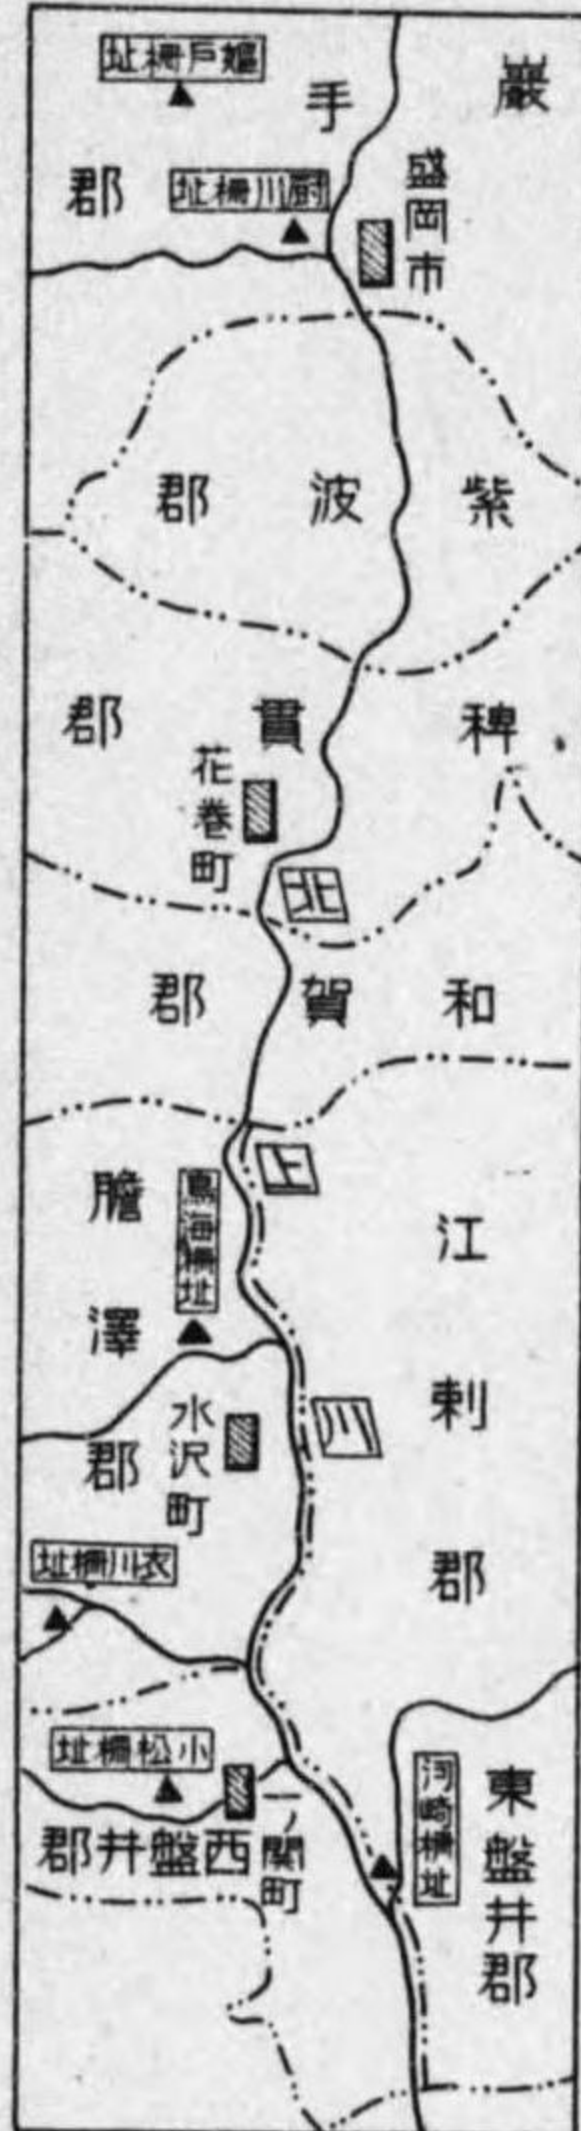 巖手郡
嫗戸柵址
厨川柵址
盛岡市
紫波郡
稗貫郡
花巻町
北上川
和賀郡
膽澤郡
鳥海柵址
江刺郡
水沢町
衣川柵址
小松柵址
一ノ関町
西盤井郡
河崎柵址
東盤井郡